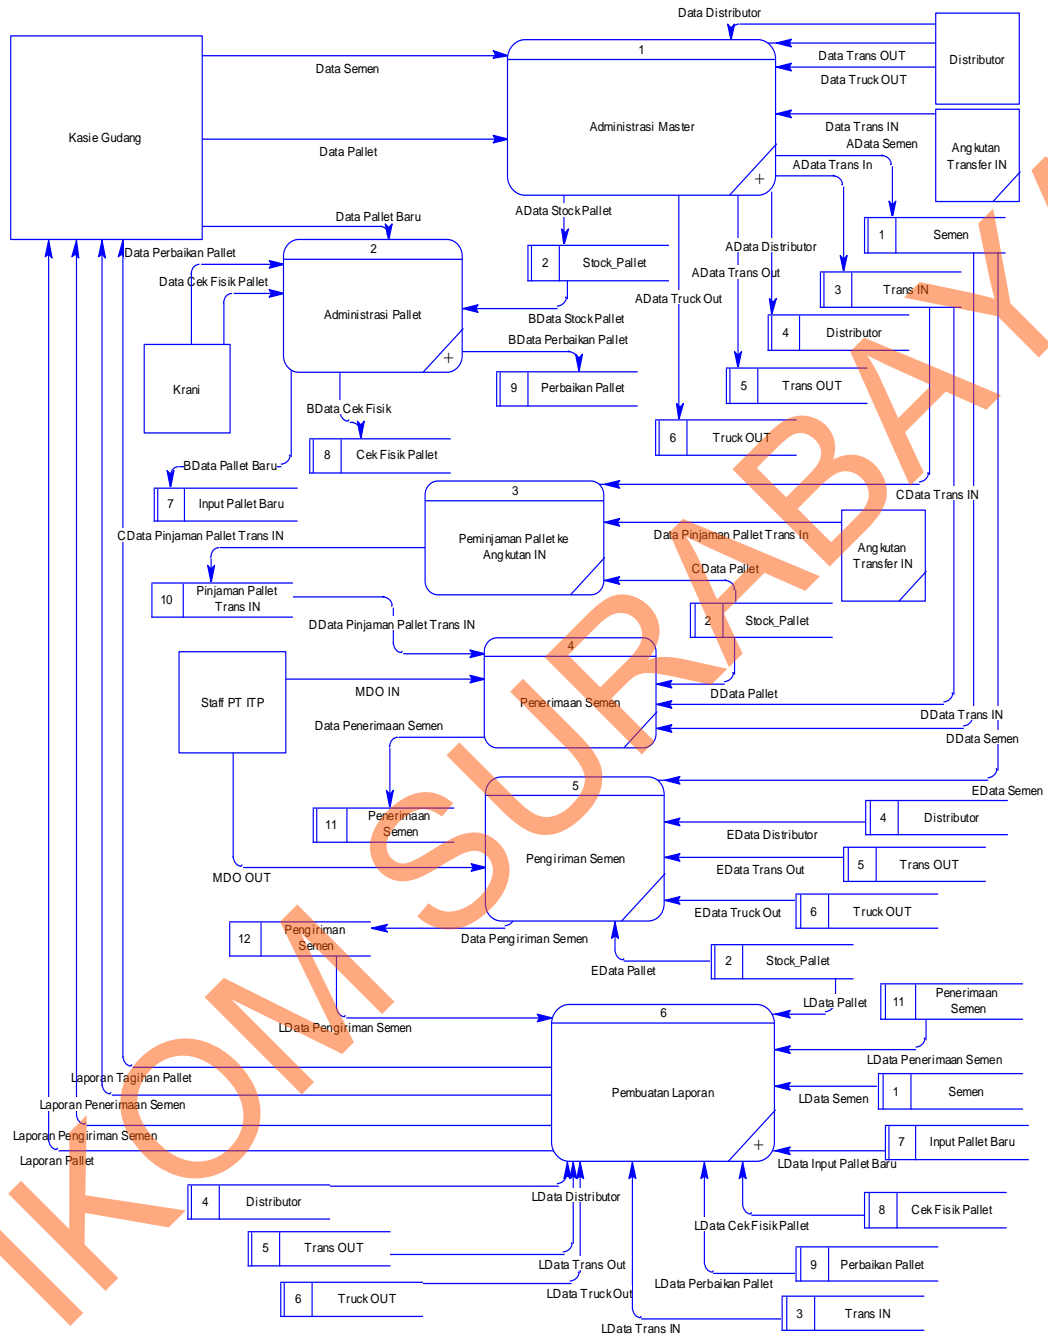 Data Distributor
1
Data Semen
Data Trans OUT
Data Truck OUT
Distributor
Kasie Gudang
Administrasi Master
Data Pallet
Data Trans IN
AData Semen
AData Trans In
Angkutan
Transfer IN
+
AData Stock Pallet
Data Pallet Baru
1
Semen
2
Data Perbaikan Pallet
AData Distributor
2
Stock_Pallet
AData Trans Out
Data Cek Fisik Pallet
3
Trans IN
AData Truck Out
Administrasi Pallet
BData Stock Pallet
4
Distributor
BData Perbaikan Pallet
+
Krani
9
Perbaikan Pallet
5
Trans OUT
BData Cek Fisik
6
Truck OUT
8
Cek Fisik Pallet
BData Pallet Baru
7
Input Pallet Baru
3
CData Trans IN
CData Pinjaman Pallet Trans IN
Peminjaman Pallet ke
Angkutan IN
Data Pinjaman Pallet Trans In
Angkutan
Transfer IN
CData Pallet
10
Pinjaman Pallet
Trans IN
2
Stock_Pallet
DData Pinjaman Pallet Trans IN
4
Staff PT ITP
MDO IN
DData Pallet
Penerimaan Semen
DData Trans IN
Data Penerimaan Semen
DData Semen
5
EData Semen
11
Penerimaan
Semen
4
Distributor
EData Distributor
Pengiriman Semen
5
Trans OUT
EData Trans Out
MDO OUT
EData Truck Out
6
Truck OUT
12
Pengiriman
Semen
Data Pengiriman Semen
2
Stock_Pallet
EData Pallet
LData Pallet
11
Penerimaan
Semen
6
LData Pengiriman Semen
LData Penerimaan Semen
Laporan Tagihan Pallet
Pembuatan Laporan
1
Semen
LData Semen
Laporan Penerimaan Semen
Laporan Pengiriman Semen
+
7
Input Pallet Baru
Laporan Pallet
LData Input Pallet Baru
4
Distributor
LData Distributor
8
Cek Fisik Pallet
LData Cek Fisik Pallet
5
Trans OUT
LData Trans Out
9
Perbaikan Pallet
LData Perbaikan Pallet
6
Truck OUT
LData Truck Out
3
Trans IN
LData Trans IN
IKOM SURABAYA